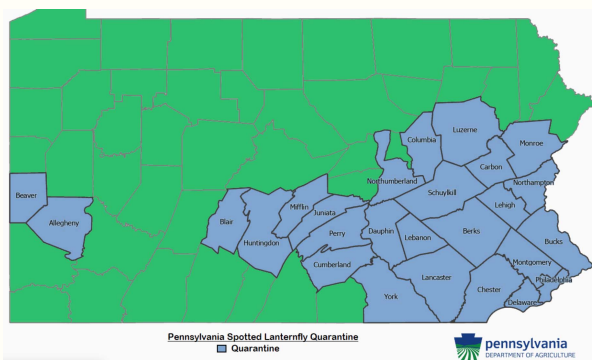 Luzerne
Columbia
Monroe
Carbon
Northumberland
Northampton
Beaver
Schuylkill
Lehigh
Mifflin
Allegheny
Blair
Juniata
Perry
Dauphin
Lebanon
Berks
Bucks
Huntingdon
Montgomery
Cumberland
Lancaster
Philadelphia
York
Chester
Delaware
Pennsylvania Spotted Lanternfly Quarantine
Quarantine
pennsylvania
DEPARTMENT OF AGRICULTURE